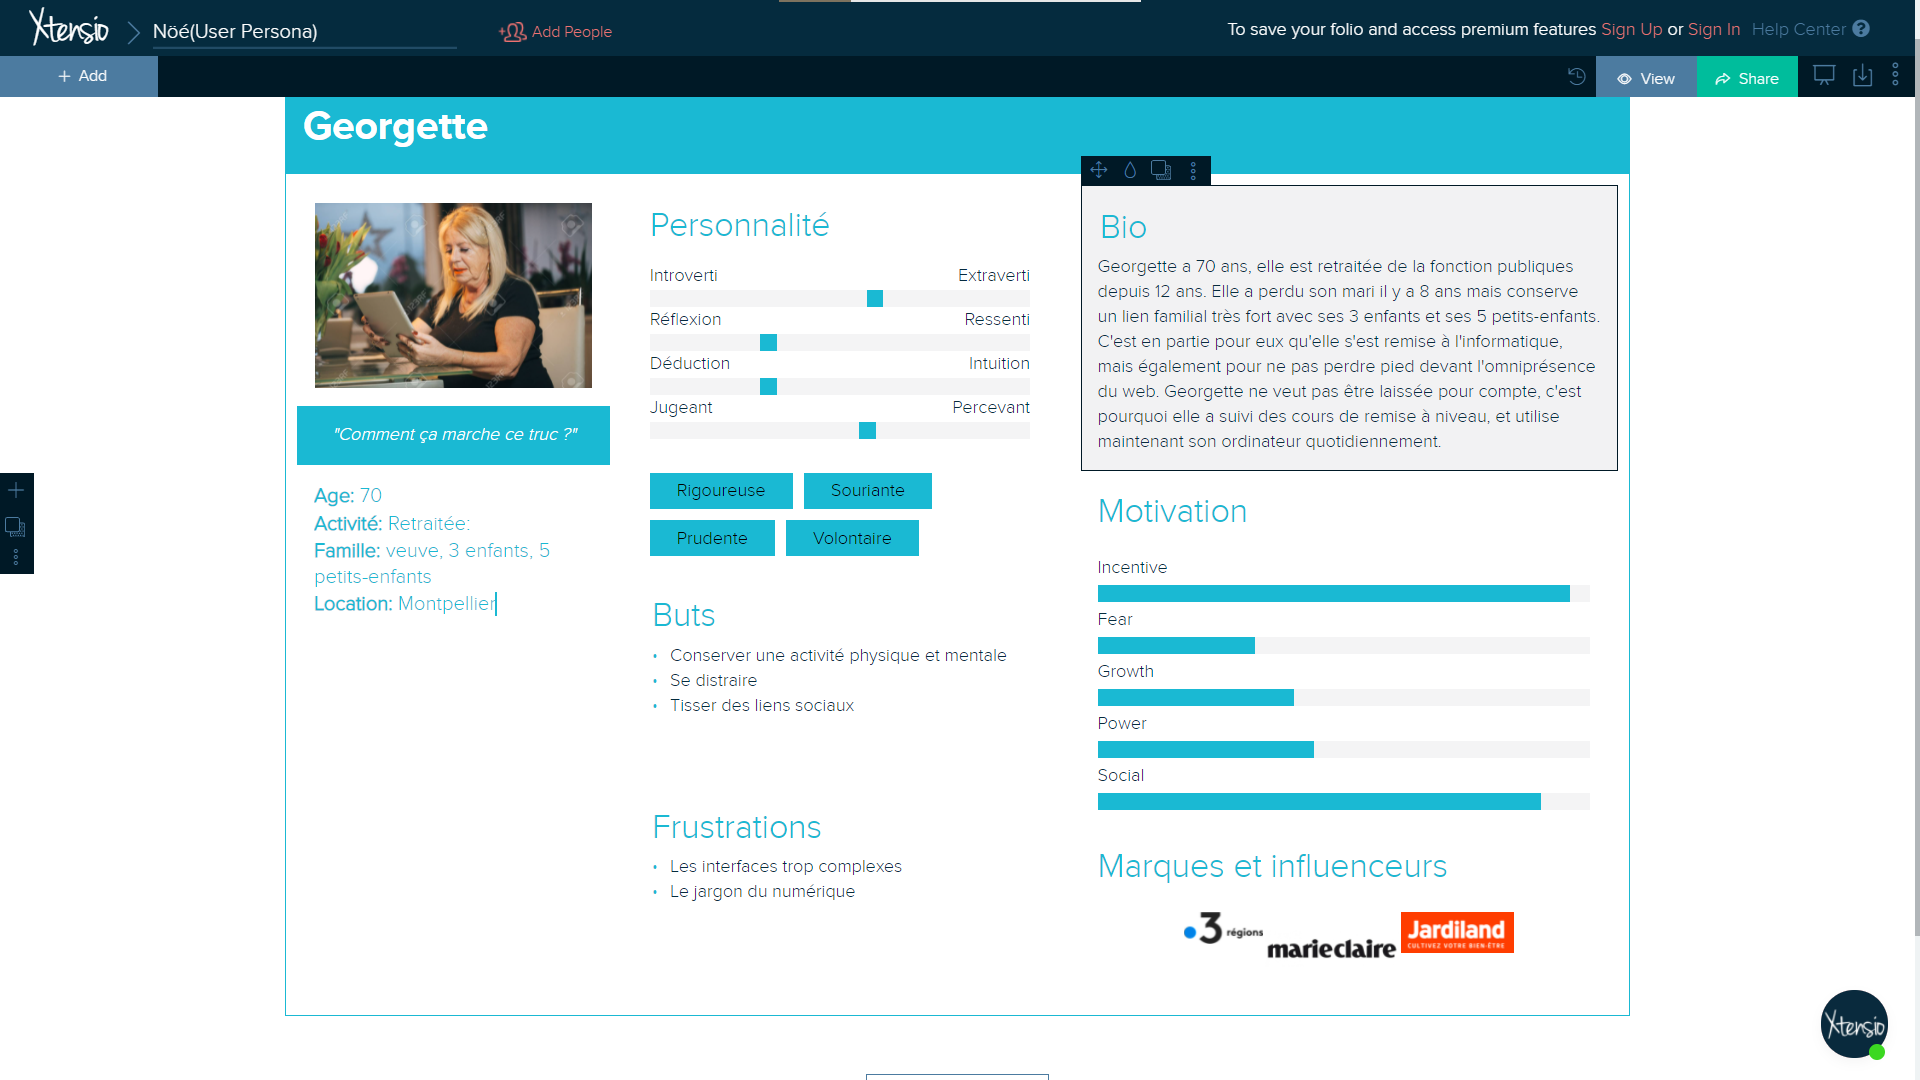 Xtensio
Nöé(User Persona)
Add People
To save your folio and access premium features Sign Up or Sign In Help Center ?
+ Add
View
Share
Georgette
"Comment ça marche ce truc ?"
Age: 70
Activité: Retraitée:
Famille: veuve, 3 enfants, 5
petits-enfants
Location: Montpellier
Personnalité
Introverti Extraverti
Réflexion Ressenti
Déduction Intuition
Jugeant Percevant
Rigoureuse Souriante
Prudente Volontaire
Buts
• Conserver une activité physique et mentale
• Se distraire
• Tisser des liens sociaux
Frustrations
• Les interfaces trop complexes
• Le jargon du numérique
Bio
Georgette a 70 ans, elle est retraitée de la fonction publiques
depuis 12 ans. Elle a perdu son mari il y a 8 ans mais conserve
un lien familial très fort avec ses 3 enfants et ses 5 petits-enfants.
C'est en partie pour eux qu'elle s'est remise à l'informatique,
mais également pour ne pas perdre pied devant l'omniprésence
du web. Georgette ne veut pas être laissée pour compte, c'est
pourquoi elle a suivi des cours de remise à niveau, et utilise
maintenant son ordinateur quotidiennement.
Motivation
Incentive
Fear
Growth
Power
Social
Marques et influenceurs
3 régions
marie claire
Jardiland
CULTIVEZ VOTRE BIEN-ÊTRE
Xtensio